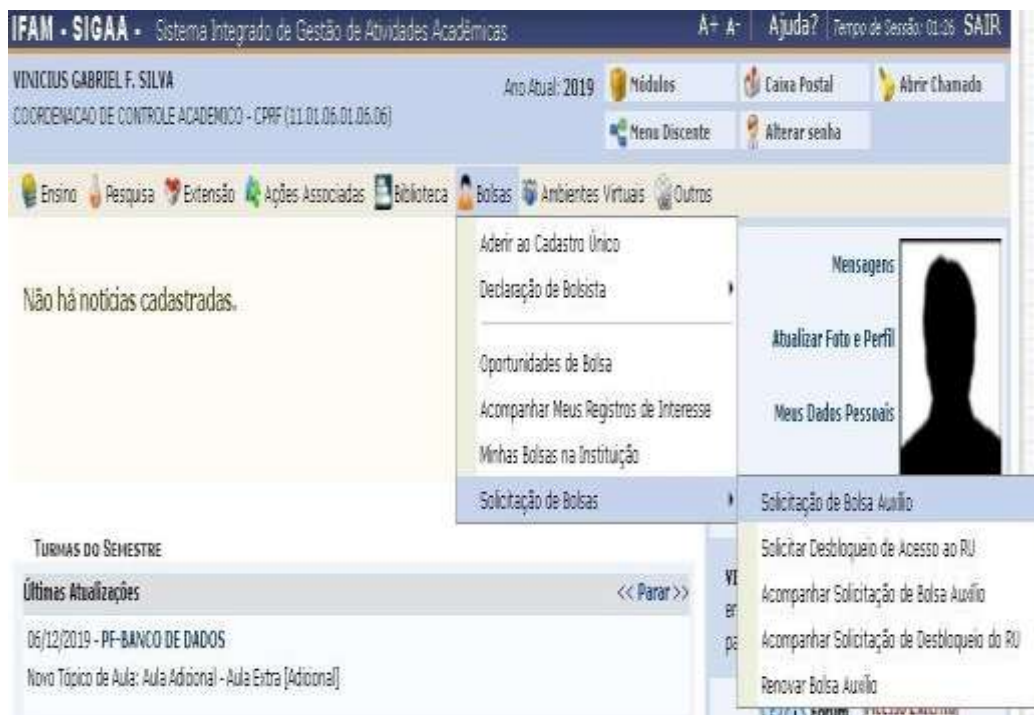 IFAM - SIGAA - Sistema Integrado de Gestão de Atividades Acadêmicas
A+ A- Ajuda? Tempo de Sessão: 01:26 SAIR
VINICIUS GABRIEL F. SILVA
Ano Atual: 2019
Módulos
Caixa Postal
Abrir Chamado
COORDENACAO DE CONTROLE ACADEMICO - CPRF (11.01.06.01.06.06)
Menu Discente
Alterar senha
Ensino Pesquisa Extensão Ações Associadas Biblioteca Bolsas Ambientes Virtuais Outros
Não há notícias cadastradas.
Aderir ao Cadastro Único
Declaração de Bolsista
Oportunidades de Bolsa
Acompanhar Meus Registros de Interesse
Minhas Bolsas na Instituição
Solicitação de Bolsas
Mensagens
Atualizar Foto e Perfil
Meus Dados Pessoais
Solicitação de Bolsa Auxílio
Solicitar Desbloqueio de Acesso ao RU
Acompanhar Solicitação de Bolsa Auxílio
Acompanhar Solicitação de Desbloqueio do RU
Renovar Bolsa Auxílio
TURMAS DO SEMESTRE
Últimas Atualizações
<< Parar >>
06/12/2019 - PF-BANCO DE DADOS
Novo Tópico de Aula: Aula Adicional - Aula Extra [Adicional]